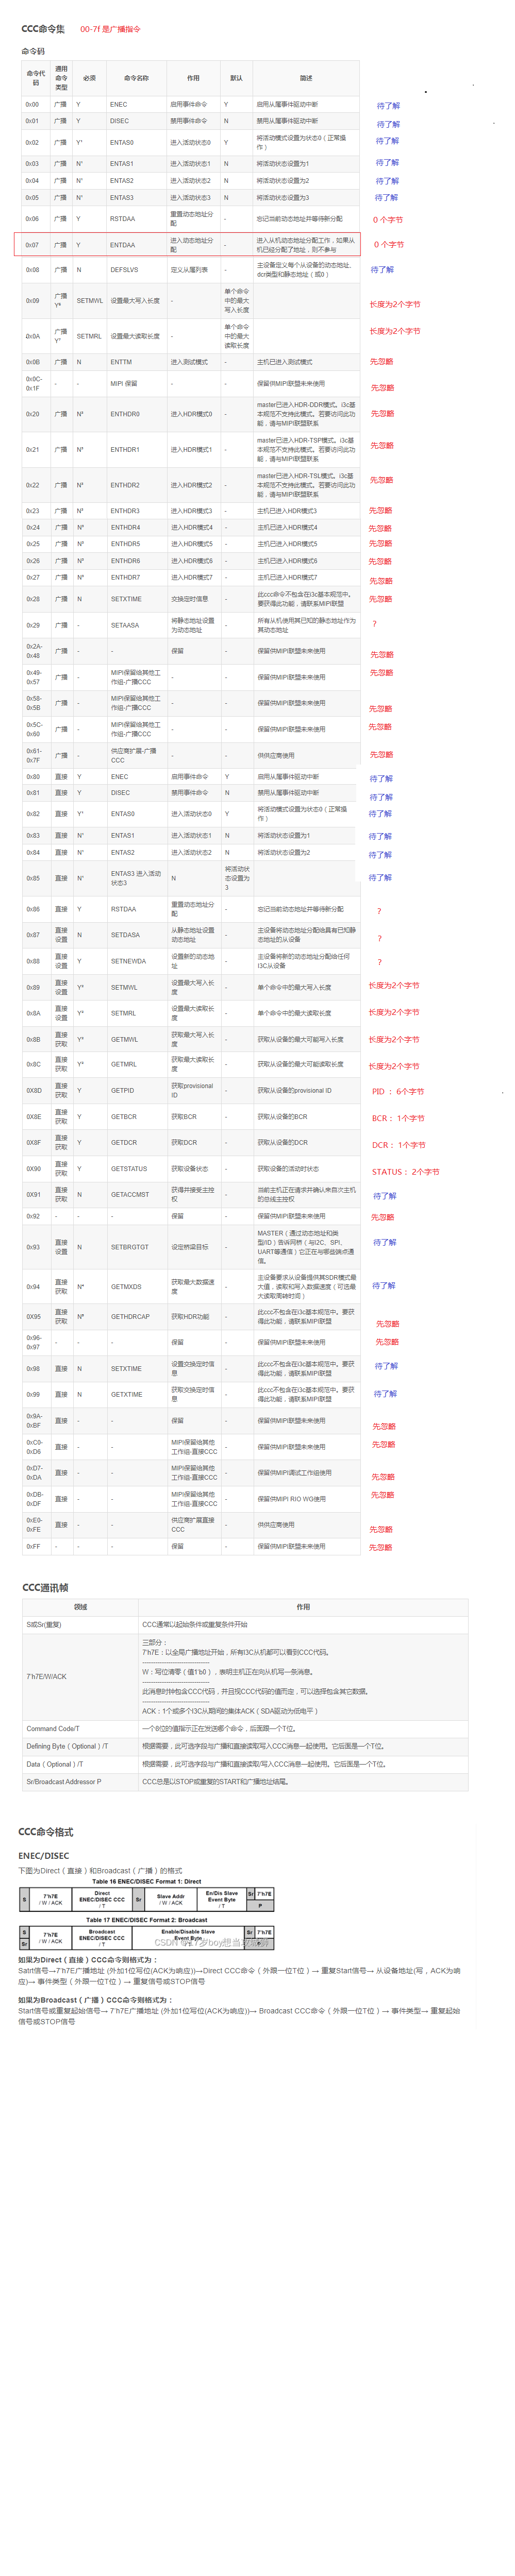 CCC命令集 00-7f 是广播指令
命令码
命令代码 通用命令类型 必须 命令名称 作用 默认 简述
0x00 广播 Y ENEC 启用事件命令 Y 启用从属事件驱动中断 待了解
0x01 广播 Y DISEC 禁用事件命令 N 禁用从属事件驱动中断 待了解
0x02 广播 Y¹ ENTAS0 进入活动状态0 Y 将活动模式设置为状态0（正常操作） 待了解
0x03 广播 N ENTAS1 进入活动状态1 N 将活动状态设置为1 待了解
0x04 广播 N ENTAS2 进入活动状态2 N 将活动状态设置为2 待了解
0x05 广播 N ENTAS3 进入活动状态3 N 将活动状态设置为3 待了解
0x06 广播 Y RSTDAA 重置动态地址分配 - 忘记当前动态地址并等待新分配 0 个字节
0x07 广播 Y ENTDAA 进入动态地址分配 - 进入从机动态地址分配工作，如果从机已经分配了地址，则不参与 0 个字节
0x08 广播 N DEFSLVS 定义从属列表 - 主设备定义每个从设备的动态地址、dcr类型和静态地址（或0） 待了解
0x09 广播 Y SETMWL 设置最大写入长度 - 单个命令中的最大写入长度 长度为2个字节
0x0A 广播 Y SETMRL 设置最大读取长度 - 单个命令中的最大读取长度 长度为2个字节
0x0B 广播 N ENTTM 进入测试模式 - 主机已进入测试模式 先忽略
0x0C-0x1F - - MIPI 保留 - - 保留供MIPI联盟未来使用 先忽略
0x20 广播 N ENTHDR0 进入HDR模式0 - master已进入HDR-DDR模式。i3c基本规范不支持此模式。若要访问此功能，请与MIPI联盟联系 先忽略
0x21 广播 N ENTHDR1 进入HDR模式1 - master已进入HDR-TSP模式。i3c基本规范不支持此模式。若要访问此功能，请与MIPI联盟联系 先忽略
0x22 广播 N ENTHDR2 进入HDR模式2 - master已进入HDR-TSL模式。i3c基本规范不支持此模式。若要访问此功能，请与MIPI联盟联系 先忽略
0x23 广播 N ENTHDR3 进入HDR模式3 - 主机已进入HDR模式3 先忽略
0x24 广播 N ENTHDR4 进入HDR模式4 - 主机已进入HDR模式4 先忽略
0x25 广播 N ENTHDR5 进入HDR模式5 - 主机已进入HDR模式5 先忽略
0x26 广播 N ENTHDR6 进入HDR模式6 - 主机已进入HDR模式6 先忽略
0x27 广播 N ENTHDR7 进入HDR模式7 - 主机已进入HDR模式7 先忽略
0x28 广播 N SETXTIME 交换定时信息 - 此ccc命令不包含在i3c基本规范中。要获得此功能，请联系MIPI联盟 先忽略
0x29 广播 - SETAASA 将静态地址设置为动态地址 - 所有从机使用其已知的静态地址作为其动态地址 ?
0x2A-0x48 广播 - - 保留 - 保留供MIPI联盟未来使用 先忽略
0x49-0x57 广播 - MIPI保留给其他工作组-广播CCC - - 保留供MIPI联盟未来使用 先忽略
0x58-0x5B 广播 - MIPI保留给其他工作组-广播CCC - - 保留供MIPI联盟未来使用 先忽略
0x5C-0x60 广播 - MIPI保留给其他工作组-广播CCC - - 保留供MIPI联盟未来使用 先忽略
0x61-0x7F 广播 - 供应商扩展-广播CCC - - 供供应商使用 先忽略
0x80 直接 Y ENEC 启用事件命令 Y 启用从属事件驱动中断 待了解
0x81 直接 Y DISEC 禁用事件命令 N 禁用从属事件驱动中断 待了解
0x82 直接 Y¹ ENTAS0 进入活动状态0 Y 将活动模式设置为状态0（正常操作） 待了解
0x83 直接 N ENTAS1 进入活动状态1 N 将活动状态设置为1 待了解
0x84 直接 N ENTAS2 进入活动状态2 N 将活动状态设置为2 待了解
0x85 直接 N ENTAS3 进入活动状态3 N 将活动状态设置为3 待了解
0x86 直接 Y RSTDAA 重置动态地址分配 - 忘记当前动态地址并等待新分配 ?
0x87 直接设置 N SETDASA 从静态地址设置动态地址 - 主设备将动态地址分配给具有已知静态地址的从设备 ?
0x88 直接设置 Y SETNEWDA 设置新的动态地址 - 主设备将新的动态地址分配给任何I3C从设备 ?
0x89 直接设置 Y SETMWL 设置最大写入长度 - 单个命令中的最大写入长度 长度为2个字节
0x8A 直接设置 Y SETMRL 设置最大读取长度 - 单个命令中的最大读取长度 长度为2个字节
0x8B 直接获取 Y GETMWL 获取最大写入长度 - 获取从设备的最大可能写入长度 长度为2个字节
0x8C 直接获取 Y GETMRL 获取最大读取长度 - 获取从设备的最大可能读取长度 长度为2个字节
0X8D 直接获取 Y GETPID 获取provisional ID - 获取从设备的provisional ID PID ： 6个字节
0X8E 直接获取 Y GETBCR 获取BCR - 获取从设备的BCR BCR： 1个字节
0X8F 直接获取 Y GETDCR 获取DCR - 获取从设备的DCR DCR： 1个字节
0X90 直接获取 Y GETSTATUS 获取设备状态 - 获取设备的活动时状态 STATUS： 2个字节
0X91 直接获取 N GETACCMST 获得并接受主控权 - 当前主机正在请求并确认来自次主机的总线主控权 待了解
0x92 - - - 保留 - 保留供MIPI联盟未来使用 先忽略
0x93 直接设置 N SETBRGTGT 设定桥梁目标 - MASTER（通过动态地址和类型/ID）告诉网桥（与I2C、SPI、UART等通信）它正在与哪些端点通信。 待了解
0x94 直接获取 N GETMXDS 获取最大数据速度 - 主设备要求从设备提供其SDR模式最大值，读取和写入数据速度（可选最大读取周转时间） 待了解
0X95 直接获取 N GETHDRCAP 获取HDR功能 - 此ccc不包含在i3c基本规范中。要获得此功能，请联系MIPI联盟 先忽略
0x96-0x97 - - - 保留 - 保留供MIPI联盟未来使用 先忽略
0x98 直接 N SETXTIME 设置交换定时信息 - 此ccc不包含在i3c基本规范中。要获得此功能，请联系MIPI联盟 待了解
0x99 直接 N GETXTIME 获取交换定时信息 - 此ccc不包含在i3c基本规范中。要获得此功能，请联系MIPI联盟 待了解
0x9A-0xBF 直接 - - 保留 - 保留供MIPI联盟未来使用 先忽略
0xC0-0xD6 直接 - - MIPI保留给其他工作组-直接CCC - 保留供MIPI联盟未来使用 先忽略
0xD7-0xDA 直接 - - MIPI保留给其他工作组-直接CCC - 保留供MIPI调试工作组使用 先忽略
0xDB-0xDF 直接 - - MIPI保留给其他工作组-直接CCC - 保留供MIPI RIO WG使用 先忽略
0xE0-0xFE 直接 - - 供应商扩展直接CCC - 供供应商使用 先忽略
0xFF - - - 保留 - 保留供MIPI联盟未来使用 先忽略
CCC通讯帧
领域 作用
S或Sr(重复) CCC通常以起始条件或重复条件开始
7'h7E/W/ACK 三部分：
7'h7E：以全局广播地址开始，所有I3C从机都可以看到CCC代码。
W：写位清零（值1'b0），表明主机正在向从机写一条消息。
此消息时钟包含CCC代码，并且视CCC代码的值而定，可以选择包含其它数据。
ACK：1个或多个I3C从期间的集体ACK（SDA驱动为低电平）
Command Code/T 一个8位的值指示正在发送哪个命令，后面跟一个T位。
Defining Byte（Optional）/T 根据需要，此可选字段与广播和直接读取写入CCC消息一起使用。它后面是一个T位。
Data（Optional）/T 根据需要，此可选字段与广播和直接读取/写入CCC消息一起使用。它后面是一个T位。
Sr/Broadcast Addressor P CCC总是以STOP或重复的START和广播地址结尾。
CCC命令格式
ENEC/DISEC
下图为Direct（直接）和Broadcast（广播）的格式
Table 16 ENEC/DISEC Format 1: Direct
S 7'h7E / W / ACK Direct ENEC/DISEC CCC / T Sr Slave Addr / W / ACK En/Dis Slave Event Byte / T Sr 7'h7E
P
Table 17 ENEC/DISEC Format 2: Broadcast
S Sr 7'h7E / W / ACK Broadcast ENEC/DISEC CCC Enable/Disable Slave Event Byte Sr 7'h7E
P
如果为Direct（直接）CCC命令则格式为：
Satrt信号→7'h7E广播地址 (外加1位写位(ACK为响应))→Direct CCC命令（外跟一位T位）→ 重复Start信号→ 从设备地址(写，ACK为响应)→ 事件类型（外跟一位T位）→ 重复信号或STOP信号
如果为Broadcast（广播）CCC命令则格式为：
Start信号或重复起始信号→ 7'h7E广播地址 (外加1位写位(ACK为响应))→ Broadcast CCC命令（外跟一位T位）→ 事件类型→ 重复起始信号或STOP信号